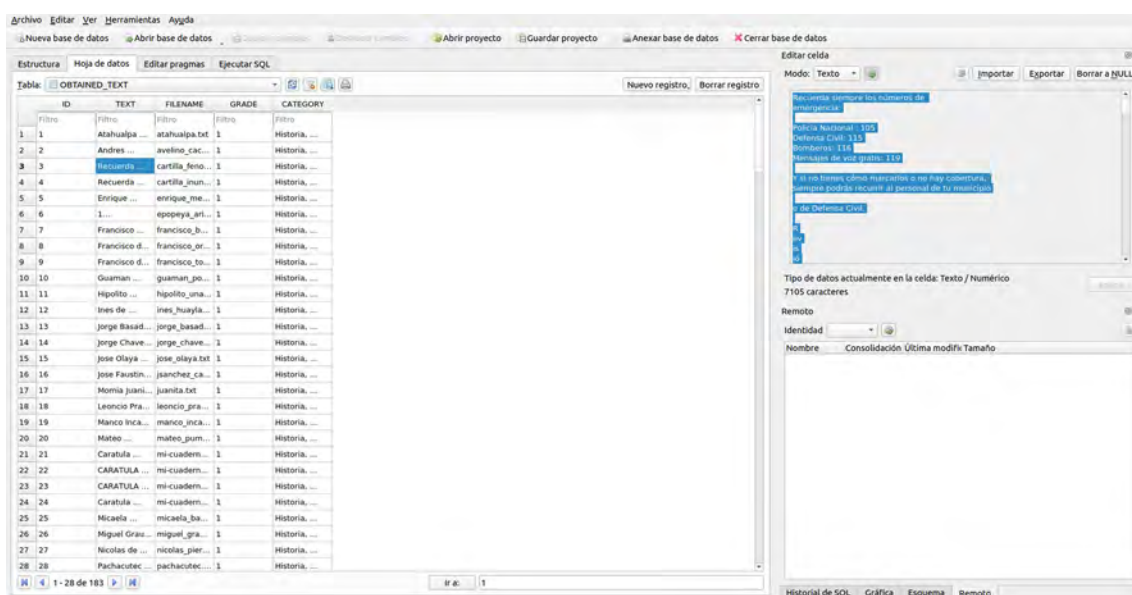 Archivo Editar Ver Herramientas Ayuda
Nueva base de datos Abrir base de datos Abrir proyecto Guardar proyecto Anexar base de datos Cerrar base de datos
Estructura Hoja de datos Editar pragmas Ejecutar SQL
Tabla: OBTAINED_TEXT Nuevo registro Borrar registro
ID TEXT FILENAME GRADE CATEGORY
Filtro Filtro Filtro Filtro Filtro
1 1 Atahualpa ... atahualpa.txt 1 Historia, ...
2 2 Andres ... avelino_cac... 1 Historia, ...
3 3 Recuerda ... cartilla_feno... 1 Historia, ...
4 4 Recuerda ... cartilla_inun... 1 Historia, ...
5 5 Enrique ... enrique_me... 1 Historia, ...
6 6 1... epopeya_ari... 1 Historia, ...
7 7 Francisco ... francisco_b... 1 Historia, ...
8 8 Francisco d... francisco_or... 1 Historia, ...
9 9 Francisco d... francisco_to... 1 Historia, ...
10 10 Guaman ... guaman_po... 1 Historia, ...
11 11 Hipolito ... hipolito_una... 1 Historia, ...
12 12 Ines de ... ines_huayla... 1 Historia, ...
13 13 Jorge Basad... jorge_basad... 1 Historia, ...
14 14 Jorge Chave... jorge_chave... 1 Historia, ...
15 15 Jose Olaya ... jose_olaya.txt 1 Historia, ...
16 16 Jose Faustin... jsanchez_ca... 1 Historia, ...
17 17 Momia Juani... juanita.txt 1 Historia, ...
18 18 Leoncio Pra... leoncio_pra... 1 Historia, ...
19 19 Manco Inca... manco_inca... 1 Historia, ...
20 20 Mateo ... mateo_pum... 1 Historia, ...
21 21 Caratula ... mi-cuadern... 1 Historia, ...
22 22 CARATULA ... mi-cuadern... 1 Historia, ...
23 23 CARATULA ... mi-cuadern... 1 Historia, ...
24 24 Caratula ... mi-cuadern... 1 Historia, ...
25 25 Micaela ... micaela_ba... 1 Historia, ...
26 26 Miguel Grau... miguel_gra... 1 Historia, ...
27 27 Nicolas de ... nicolas_pier... 1 Historia, ...
28 28 Pachacutec ... pachacutec.... 1 Historia, ...
1 - 28 de 183 Ir a: 1
Editar celda
Modo: Texto Importar Exportar Borrar a NULL
Recuerda siempre los números de
emergencia:
Policía Nacional : 105
Defensa Civil: 115
Bomberos: 116
Mensajes de voz gratis: 119
Y si no tienes cómo marcarlos o no hay cobertura,
siempre podrás recurrir al personal de tu municipio
o de Defensa Civil.
Tipo de datos actualmente en la celda: Texto / Numérico
7105 caracteres
Remoto
Identidad
Nombre Consolidación Última modifi Tamaño
Historial de SQL Gráfica Esquema Remoto